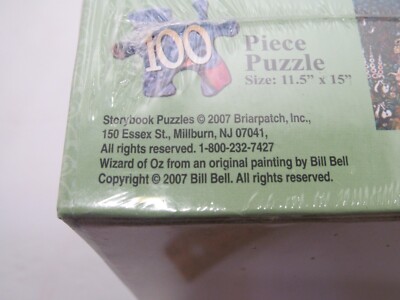 100
Piece
Puzzle
Size: 11.5" x 15"
Storybook Puzzles © 2007 Briarpatch, Inc.,
150 Essex St., Millburn, NJ 07041,
All rights reserved. 1-800-232-7427
Wizard of Oz from an original painting by Bill Bell
Copyright © 2007 Bill Bell. All rights reserved.